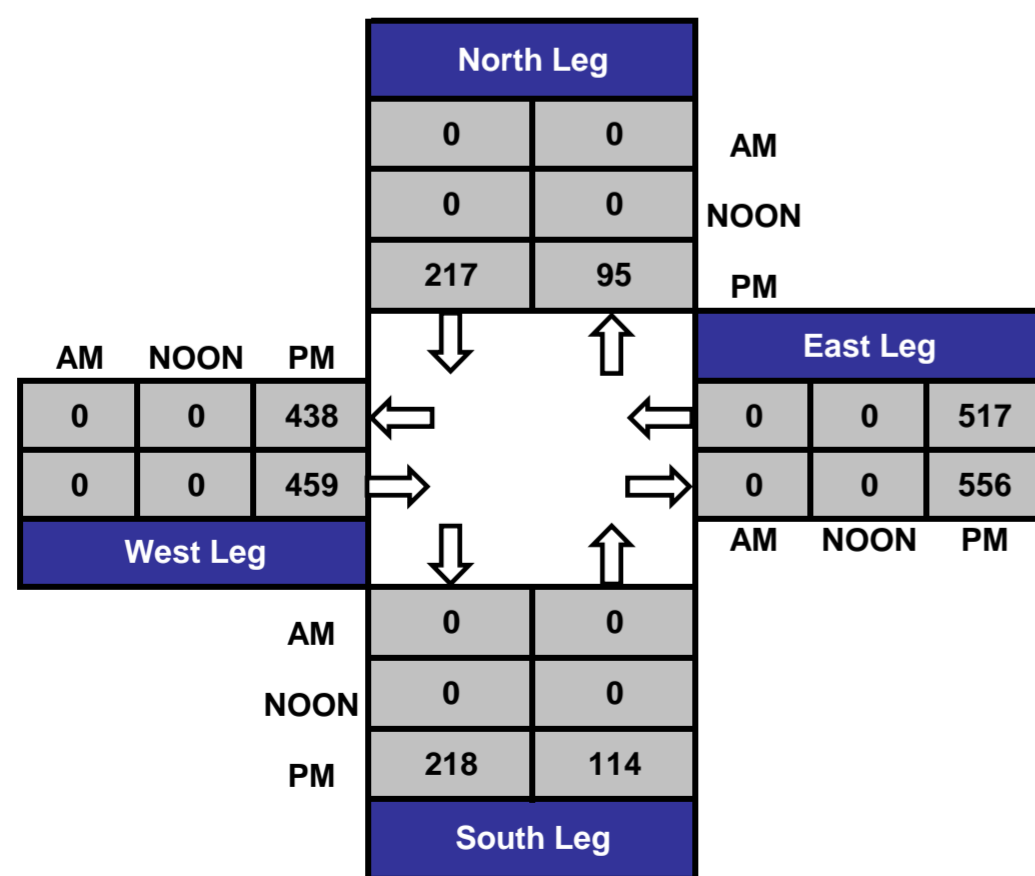 North Leg
0 0 AM
0 0 NOON
217 95 PM
East Leg
AM NOON PM
0 0 438
0 0 517
0 0 459
0 0 556
West Leg
AM NOON PM
AM 0 0
NOON 0 0
PM 218 114
South Leg